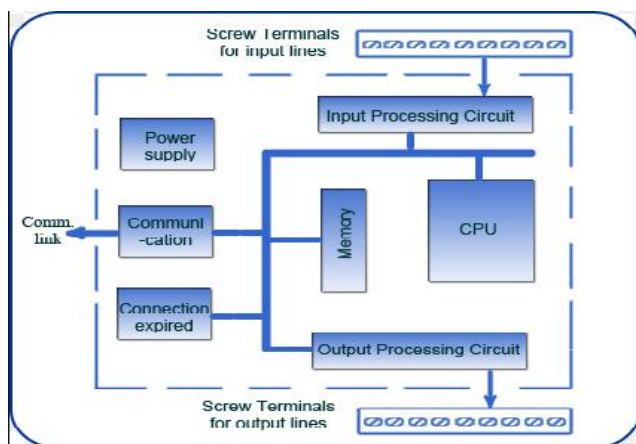 Screw Terminals
for input lines
Input Processing Circuit
Power
supply
Comm.
link
Communi
-cation
Memory
CPU
Connection
expired
Output Processing Circuit
Screw Terminals
for output lines